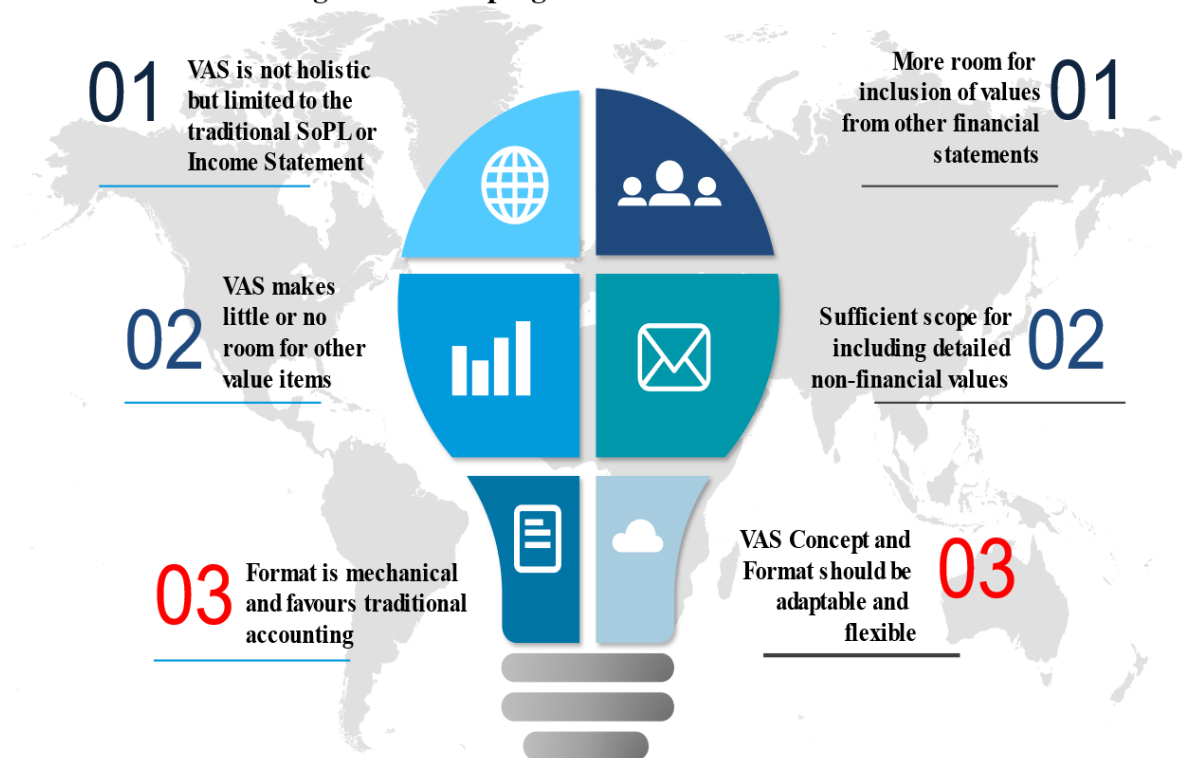 01
VAS is not holistic
but limited to the
traditional SoPL or
Income Statement
02
VAS makes
little or no
room for other
value items
03
Format is mechanical
and favours traditional
accounting
More room for
inclusion of values
from other financial
statements
01
Sufficient scope for
including detailed
non-financial values
02
VAS Concept and
Format should be
adaptable and
flexible
03